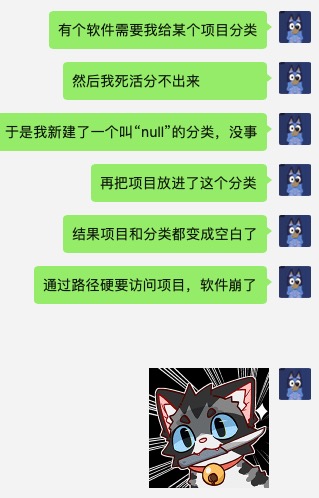 有个软件需要我给某个项目分类
然后我死活分不出来
于是我新建了一个叫“null”的分类，没事
再把项目放进了这个分类
结果项目和分类都变成空白了
通过路径硬要访问项目，软件崩了